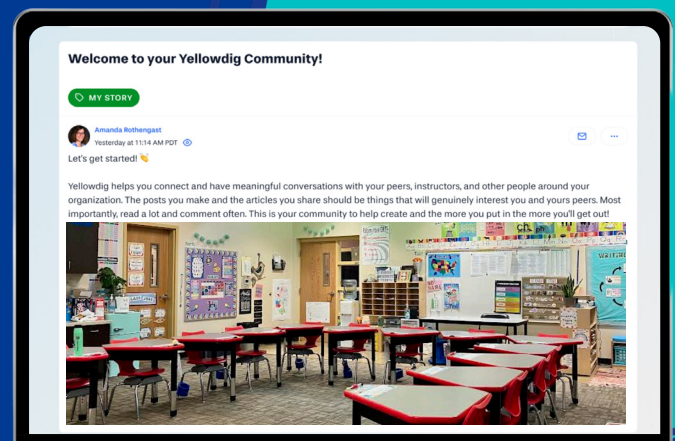 Welcome to your Yellowdig Community!
MY STORY
Amanda Rothengast
Yesterday at 11:14 AM PDT
Let's get started! 👏
Yellowdig helps you connect and have meaningful conversations with your peers, instructors, and other people around your
organization. The posts you make and the articles you share should be things that will genuinely interest you and yours peers. Most
importantly, read a lot and comment often. This is your community to help create and the more you put in the more you'll get out!
WRITING